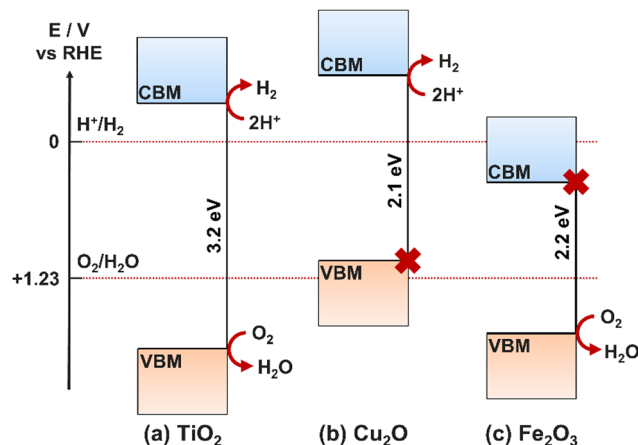 E / V
vs RHE
H⁺/H₂
0
O₂/H₂O
+1.23
CBM
H₂
2H⁺
3.2 eV
VBM
O₂
H₂O
(a) TiO₂
CBM
H₂
2H⁺
2.1 eV
VBM
(b) Cu₂O
CBM
2.2 eV
VBM
O₂
H₂O
(c) Fe₂O₃